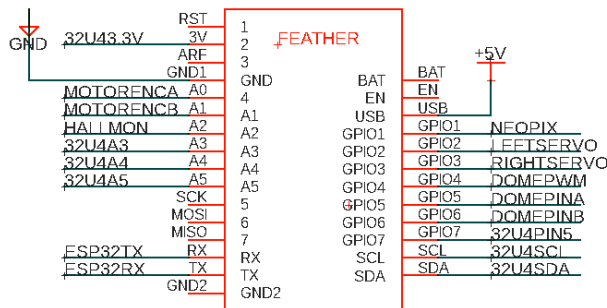 RST 1
GND 32U43.3V 3V 2 FEATHER
ARF 3 +5V
GND1 GND BAT BAT
MOTORENCA A0 4 EN EN
MOTORENCB A1 A1 USB USB
HALLMON A2 A2 GPIO1 GPIO1 NEOPIX
32U4A3 A3 A3 GPIO2 GPIO2 LEFTSERVO
32U4A4 A4 A4 GPIO3 GPIO3 RIGHTSERVO
32U4A5 A5 A5 GPIO4 GPIO4 DOMEPWM
SCK 5 GPIO5 GPIO5 DOMEPINA
MOSI 6 GPIO6 GPIO6 DOMEPINB
MISO 7 GPIO7 GPIO7 32U4PIN5
ESP32TX RX RX SCL SCL 32U4SCL
ESP32RX TX TX SDA SDA 32U4SDA
GND2 GND2